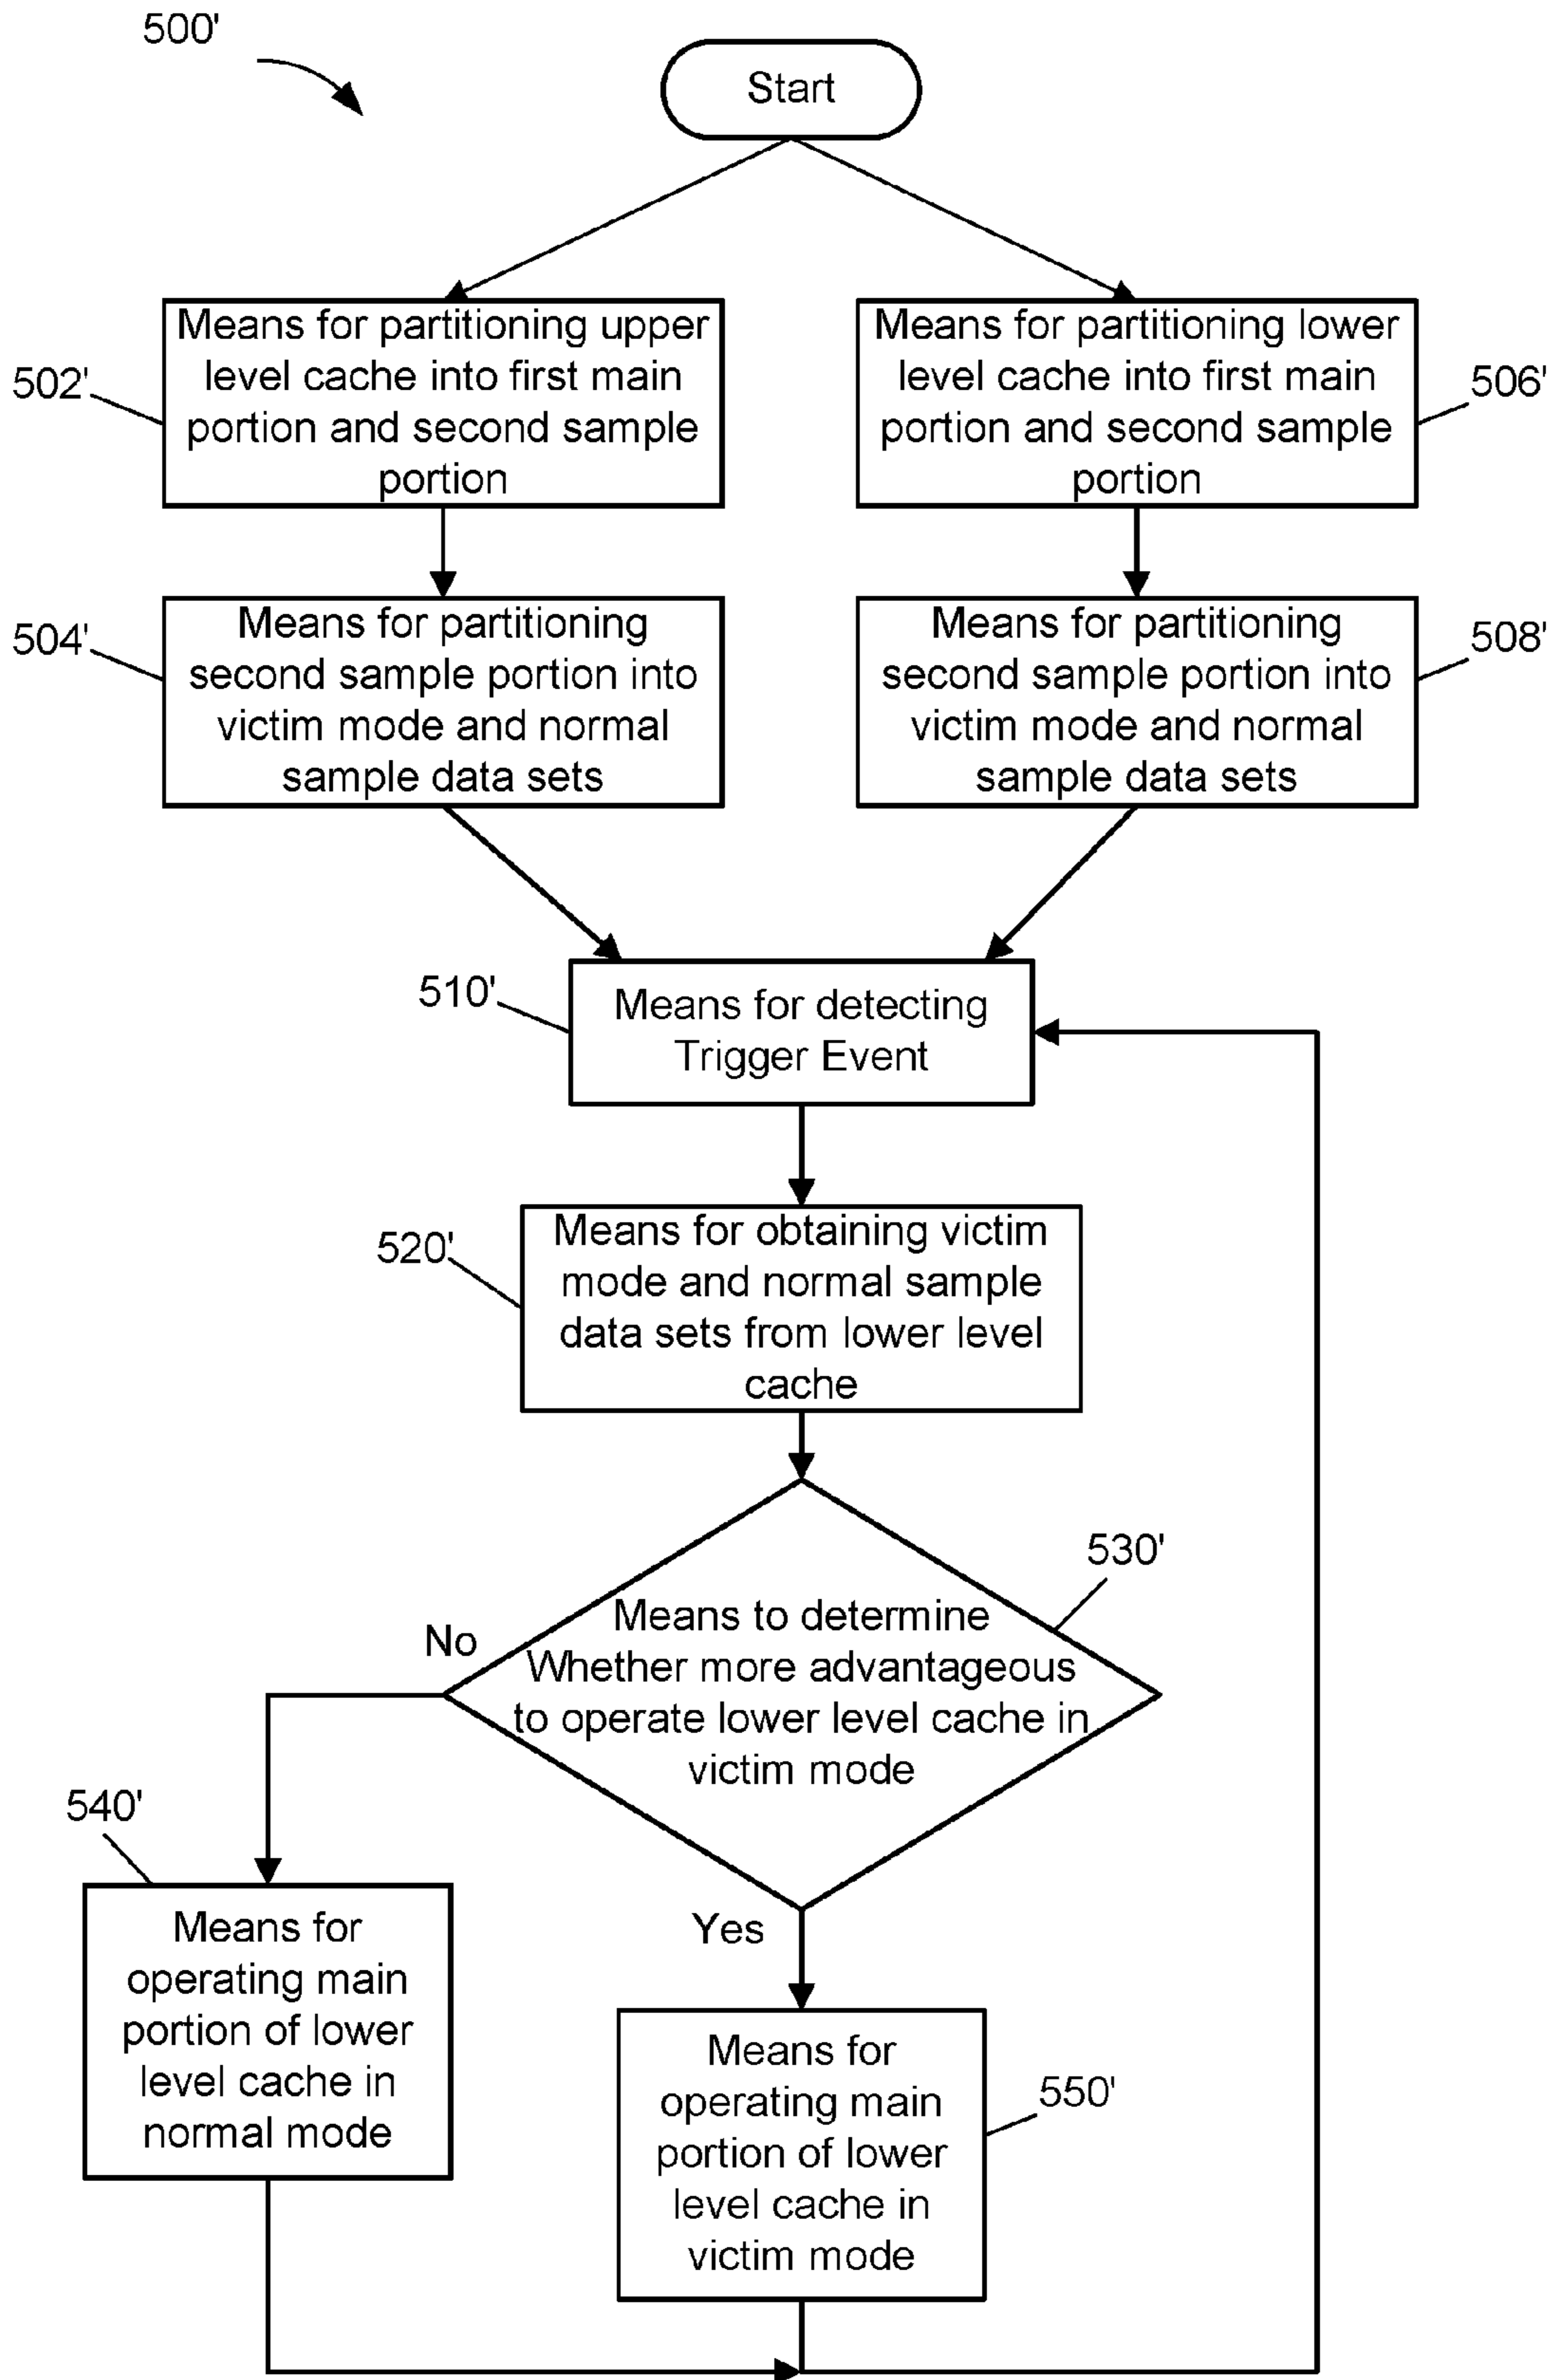 500'
Start
Means for partitioning upper
level cache into first main
portion and second sample
portion
502'
Means for partitioning lower
level cache into first main
portion and second sample
portion
506'
Means for partitioning
second sample portion into
victim mode and normal
sample data sets
504'
Means for partitioning
second sample portion into
victim mode and normal
sample data sets
508'
510'
Means for detecting
Trigger Event
520'
Means for obtaining victim
mode and normal sample
data sets from lower level
cache
530'
Means to determine
Whether more advantageous
to operate lower level cache in
victim mode
No
Yes
540'
Means for
operating main
portion of lower
level cache in
normal mode
Means for
operating main
portion of lower
level cache in
victim mode
550'